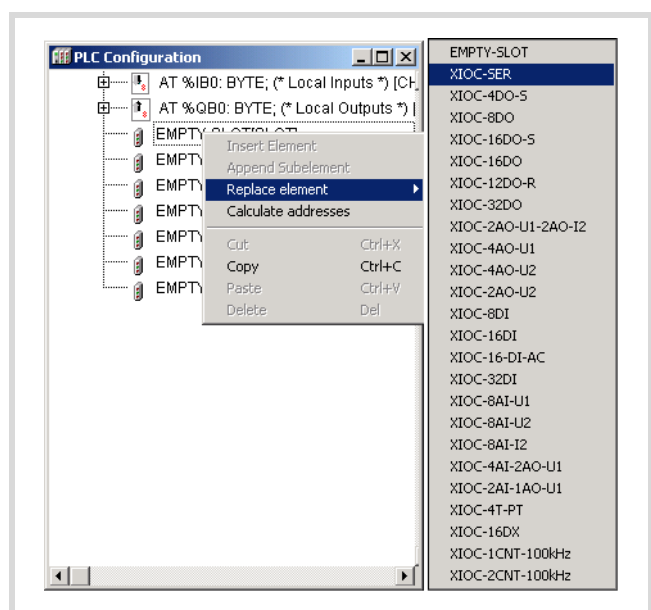 PLC Configuration
AT %IB0: BYTE; (* Local Inputs *) [CH
AT %QB0: BYTE; (* Local Outputs *) [
EMPTY-SLOT[SLOT]
EMPTY
EMPTY
EMPTY
EMPTY
EMPTY
EMPTY
Insert Element
Append Subelement
Replace element
Calculate addresses
Cut Ctrl+X
Copy Ctrl+C
Paste Ctrl+V
Delete Del
EMPTY-SLOT
XIOC-SER
XIOC-4DO-S
XIOC-8DO
XIOC-16DO-S
XIOC-16DO
XIOC-12DO-R
XIOC-32DO
XIOC-2AO-U1-2AO-I2
XIOC-4AO-U1
XIOC-4AO-U2
XIOC-2AO-U2
XIOC-8DI
XIOC-16DI
XIOC-16-DI-AC
XIOC-32DI
XIOC-8AI-U1
XIOC-8AI-U2
XIOC-8AI-I2
XIOC-4AI-2AO-U1
XIOC-2AI-1AO-U1
XIOC-4T-PT
XIOC-16DX
XIOC-1CNT-100kHz
XIOC-2CNT-100kHz